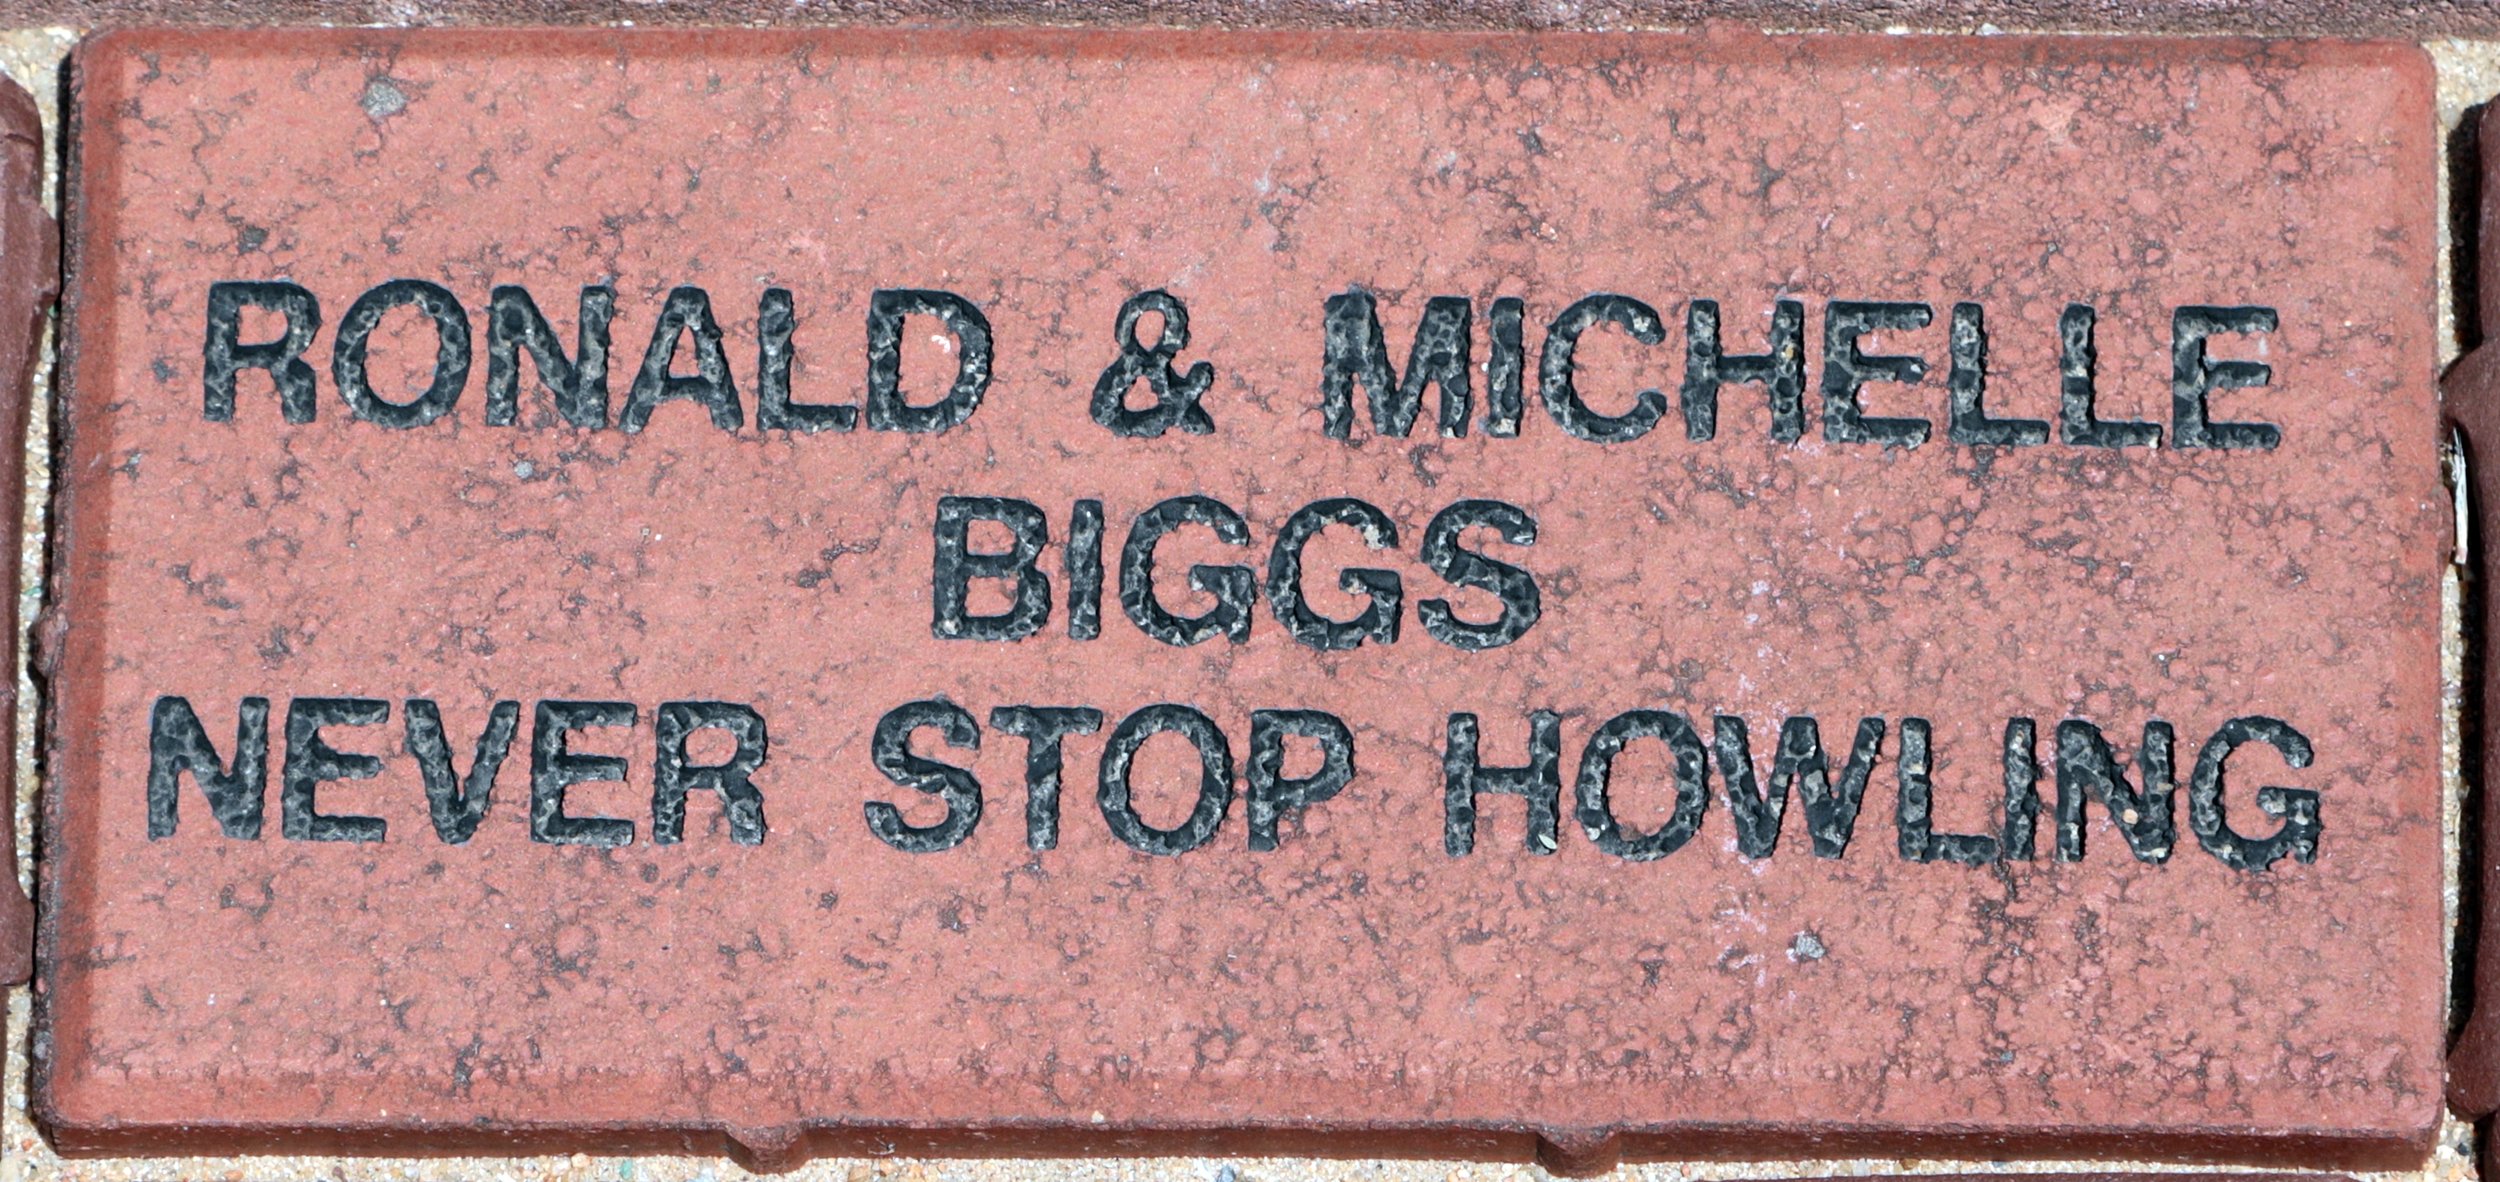 RONALD & MICHELLE
BIGGS
NEVER STOP HOWLING